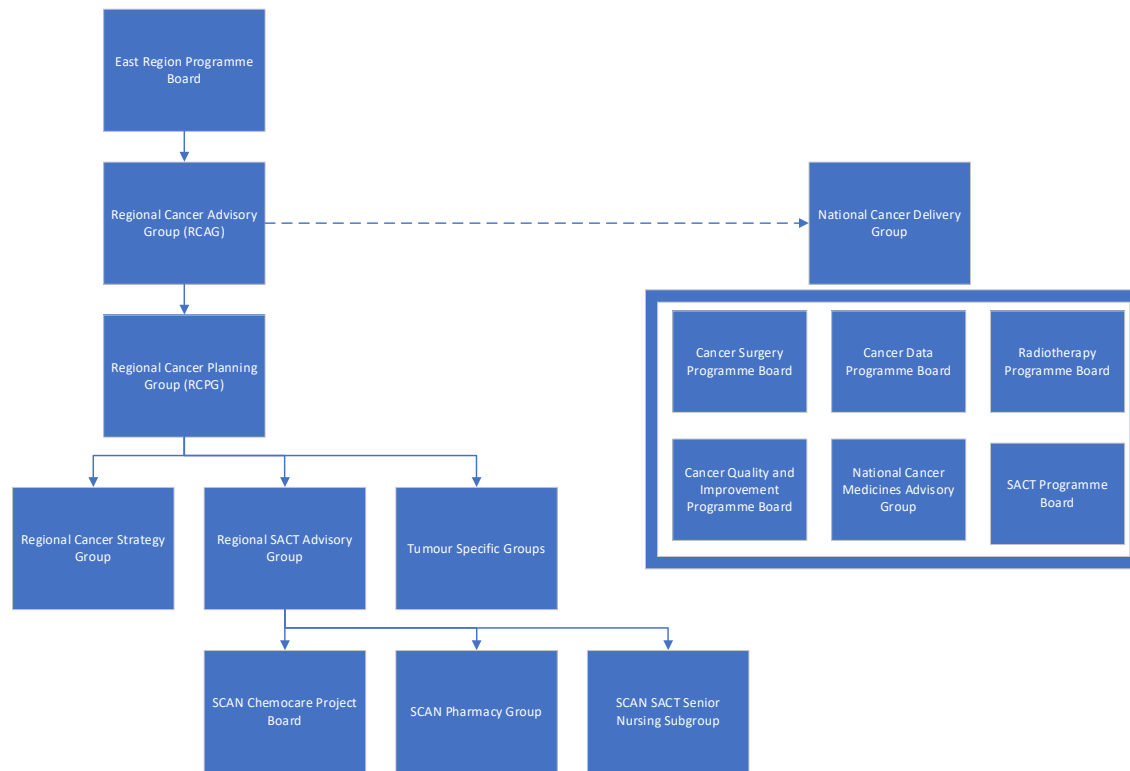 East Region Programme
Board
Regional Cancer Advisory
Group (RCAG)
National Cancer Delivery
Group
Regional Cancer Planning
Group (RCPG)
Cancer Surgery
Programme Board
Cancer Data
Programme Board
Radiotherapy
Programme Board
Cancer Quality and
Improvement
Programme Board
National Cancer
Medicines Advisory
Group
SACT Programme
Board
Regional Cancer Strategy
Group
Regional SACT Advisory
Group
Tumour Specific Groups
SCAN Chemocare Project
Board
SCAN Pharmacy Group
SCAN SACT Senior
Nursing Subgroup